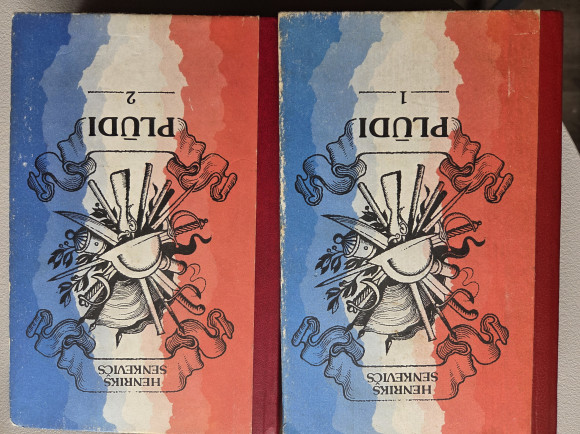 HENRIKS
SENKEVIČS
PLŪDI
2
HENRIKS
SENKEVIČS
PLŪDI
1